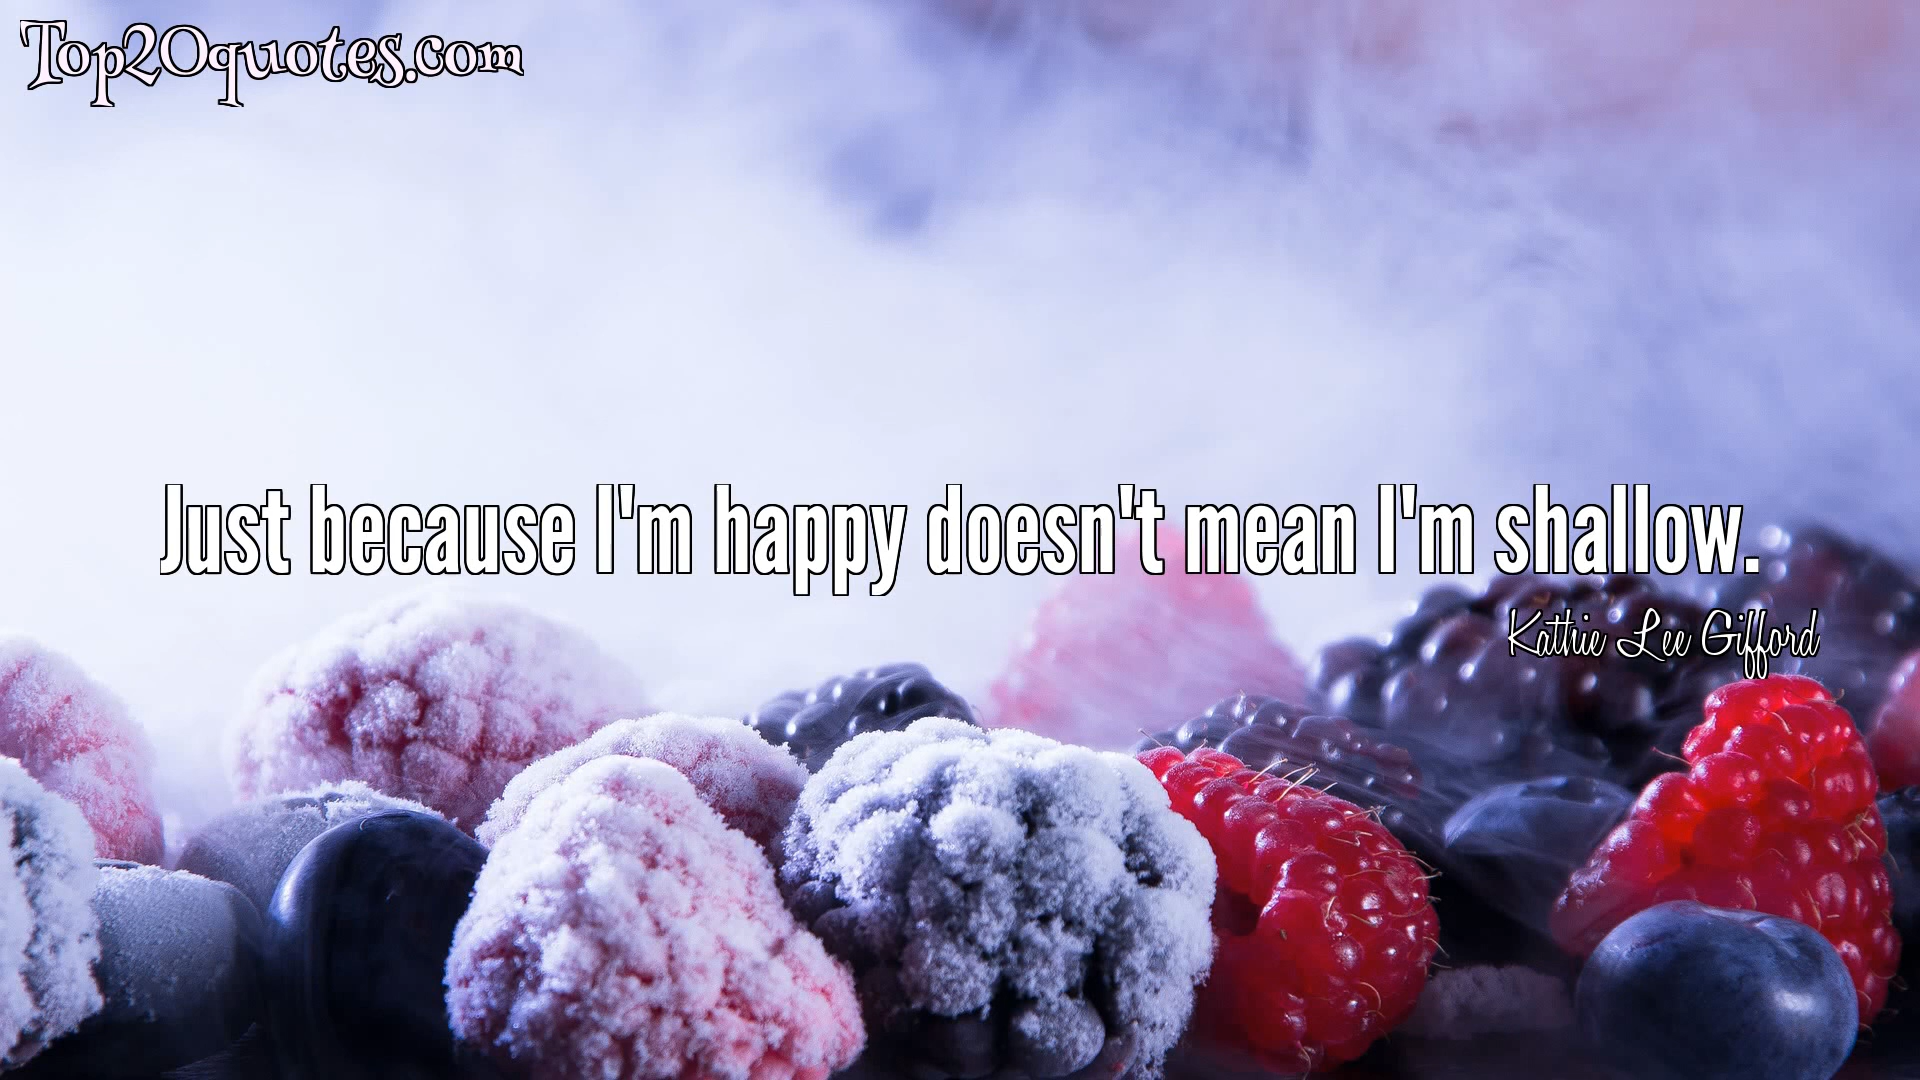 Top20quotes.com
Just because I'm happy doesn't mean I'm shallow.
Kathie Lee Gifford